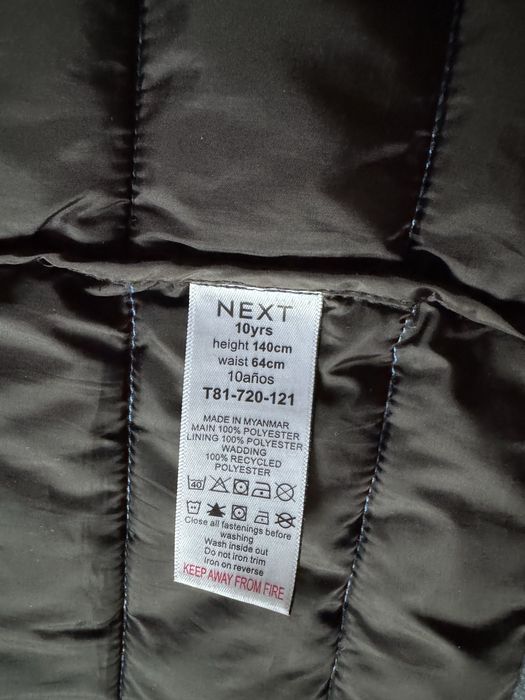 NEXT
10yrs
height 140cm
waist 64cm
10años
T81-720-121
MADE IN MYANMAR
MAIN 100% POLYESTER
LINING 100% POLYESTER
WADDING
100% RECYCLED
POLYESTER
40
Close all fastenings before
washing
Wash inside out
Do not iron trim
Iron on reverse
KEEP AWAY FROM FIRE